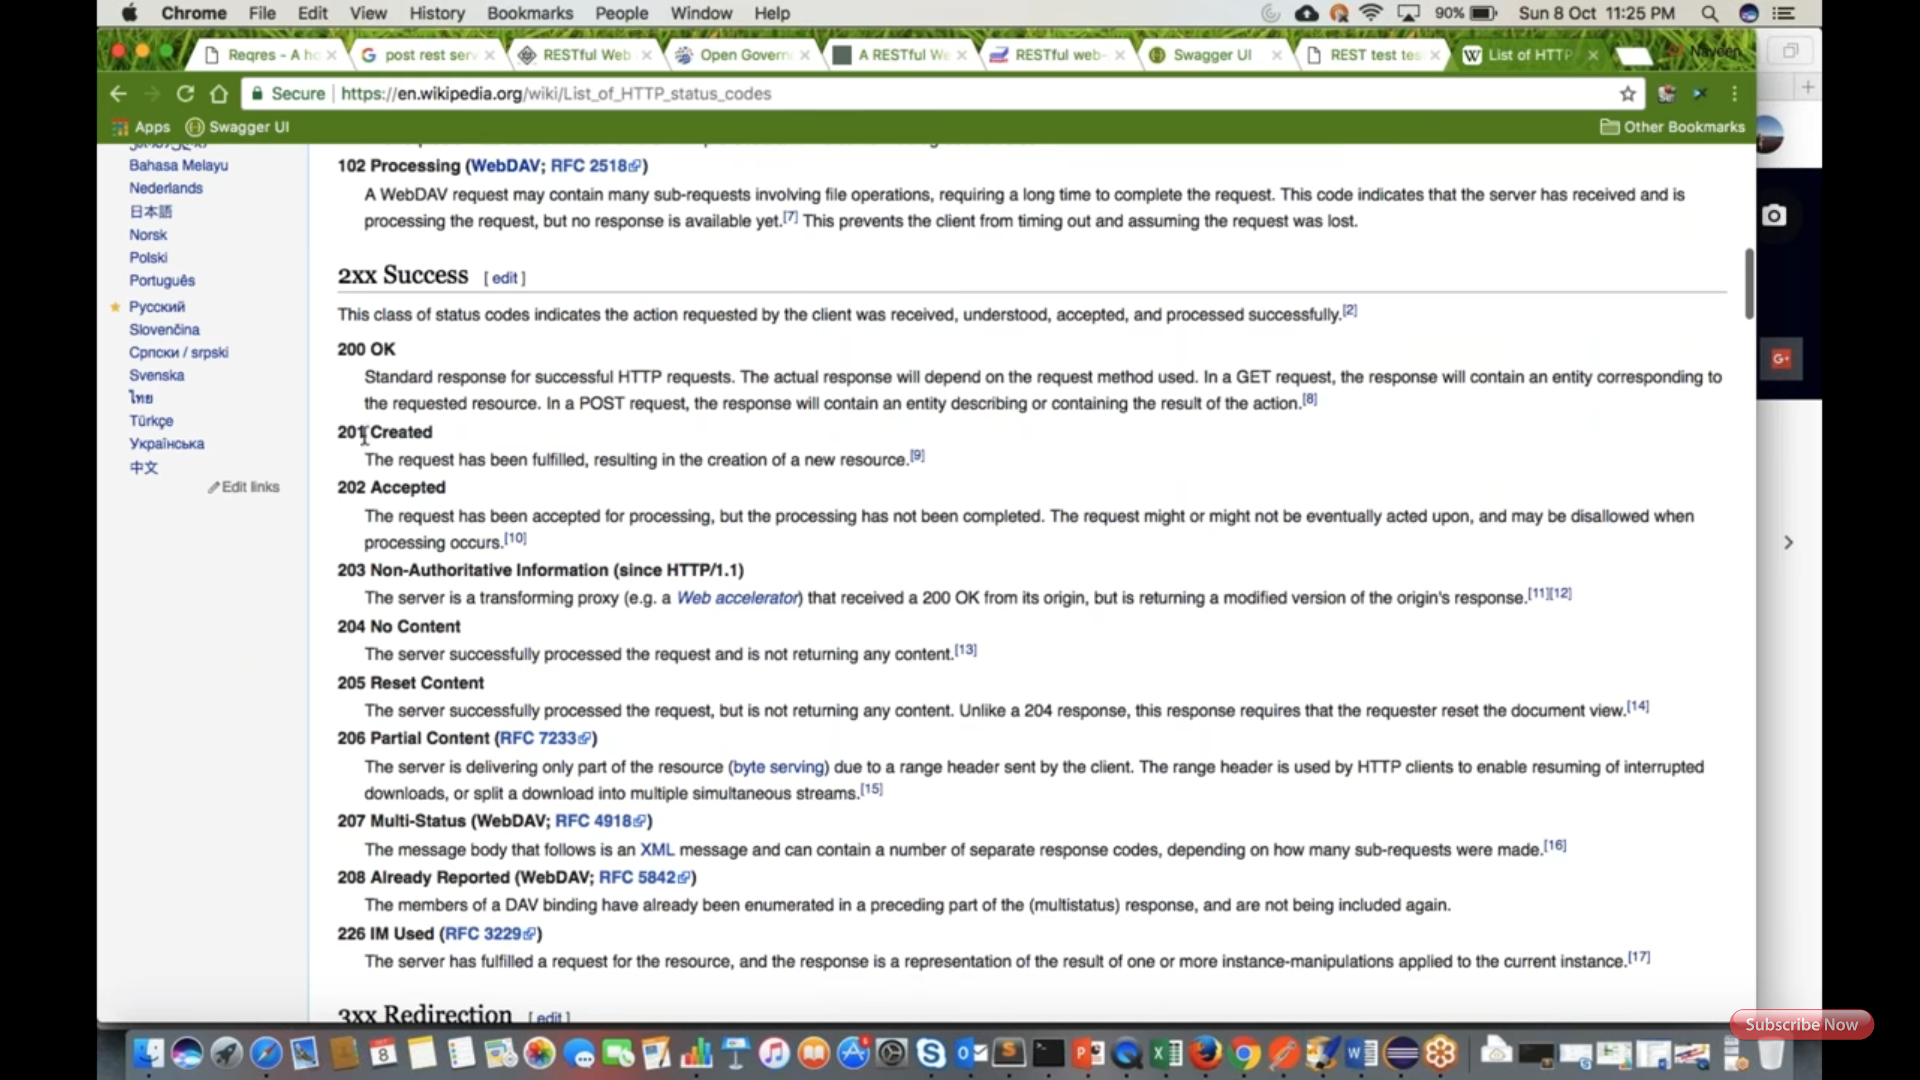 Chrome File Edit View History Bookmarks People Window Help 90% Sun 8 Oct 11:25 PM
Reqres - A ho post rest serv RESTful Web Open Govern A RESTful We RESTful web- Swagger UI REST test tes List of HTTP Naveen
Secure https://en.wikipedia.org/wiki/List_of_HTTP_status_codes
Apps Swagger UI Other Bookmarks
Bahasa Melayu
Nederlands
日本語
Norsk
Polski
Português
Русский
Slovenčina
Српски / srpski
Svenska
ไทย
Türkçe
Українська
中文
Edit links
102 Processing (WebDAV; RFC 2518)
A WebDAV request may contain many sub-requests involving file operations, requiring a long time to complete the request. This code indicates that the server has received and is
processing the request, but no response is available yet.[7] This prevents the client from timing out and assuming the request was lost.
2xx Success [ edit ]
This class of status codes indicates the action requested by the client was received, understood, accepted, and processed successfully.[2]
200 OK
Standard response for successful HTTP requests. The actual response will depend on the request method used. In a GET request, the response will contain an entity corresponding to
the requested resource. In a POST request, the response will contain an entity describing or containing the result of the action.[8]
201 Created
The request has been fulfilled, resulting in the creation of a new resource.[9]
202 Accepted
The request has been accepted for processing, but the processing has not been completed. The request might or might not be eventually acted upon, and may be disallowed when
processing occurs.[10]
203 Non-Authoritative Information (since HTTP/1.1)
The server is a transforming proxy (e.g. a Web accelerator) that received a 200 OK from its origin, but is returning a modified version of the origin's response.[11][12]
204 No Content
The server successfully processed the request and is not returning any content.[13]
205 Reset Content
The server successfully processed the request, but is not returning any content. Unlike a 204 response, this response requires that the requester reset the document view.[14]
206 Partial Content (RFC 7233)
The server is delivering only part of the resource (byte serving) due to a range header sent by the client. The range header is used by HTTP clients to enable resuming of interrupted
downloads, or split a download into multiple simultaneous streams.[15]
207 Multi-Status (WebDAV; RFC 4918)
The message body that follows is an XML message and can contain a number of separate response codes, depending on how many sub-requests were made.[16]
208 Already Reported (WebDAV; RFC 5842)
The members of a DAV binding have already been enumerated in a preceding part of the (multistatus) response, and are not being included again.
226 IM Used (RFC 3229)
The server has fulfilled a request for the resource, and the response is a representation of the result of one or more instance-manipulations applied to the current instance.[17]
3xx Redirection [ edit ]
G+
Subscribe Now